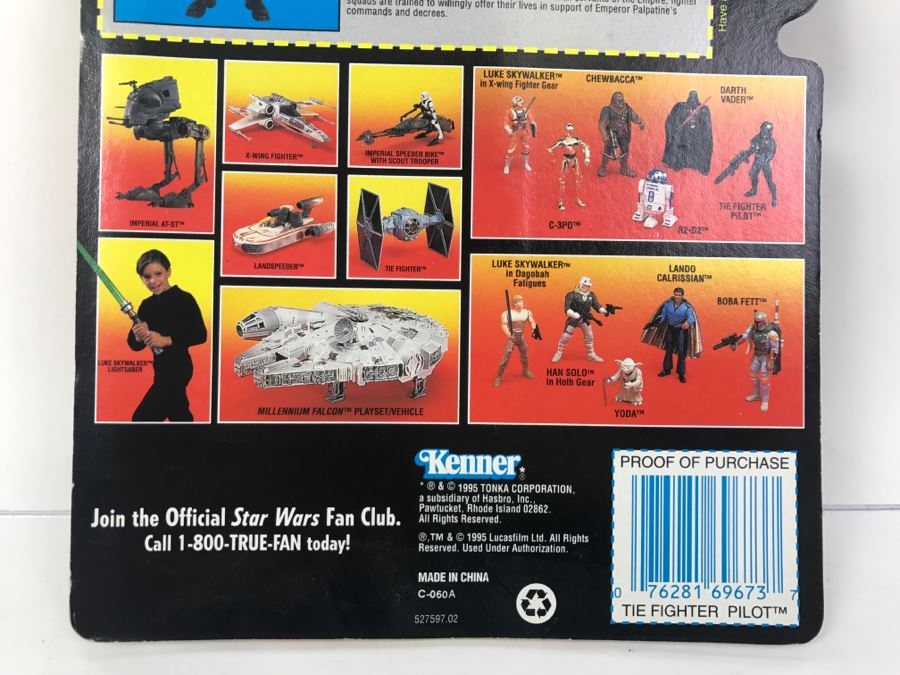 squads are trained to willingly offer their lives in support of Emperor Palpatine's
commands and decrees.
Have
IMPERIAL AT-ST™
X-WING FIGHTER™
IMPERIAL SPEEDER BIKE™
WITH SCOUT TROOPER
LANDSPEEDER™
TIE FIGHTER™
LUKE SKYWALKER™
LIGHTSABER
MILLENNIUM FALCON™ PLAYSET/VEHICLE
LUKE SKYWALKER™
in X-wing Fighter Gear
CHEWBACCA™
DARTH
VADER™
C-3PO™
R2-D2™
TIE FIGHTER
PILOT™
LUKE SKYWALKER™
in Dagobah
Fatigues
HAN SOLO™
in Hoth Gear
YODA™
LANDO
CALRISSIAN™
BOBA FETT™
Join the Official Star Wars Fan Club.
Call 1-800-TRUE-FAN today!
Kenner®
* ® & © 1995 TONKA CORPORATION,
a subsidiary of Hasbro, Inc.,
Pawtucket, Rhode Island 02862.
All Rights Reserved.
®,TM & © 1995 Lucasfilm Ltd. All Rights
Reserved. Used Under Authorization.
MADE IN CHINA
C-060A
527597.02
PROOF OF PURCHASE
0 76281 69673 7
TIE FIGHTER PILOT™